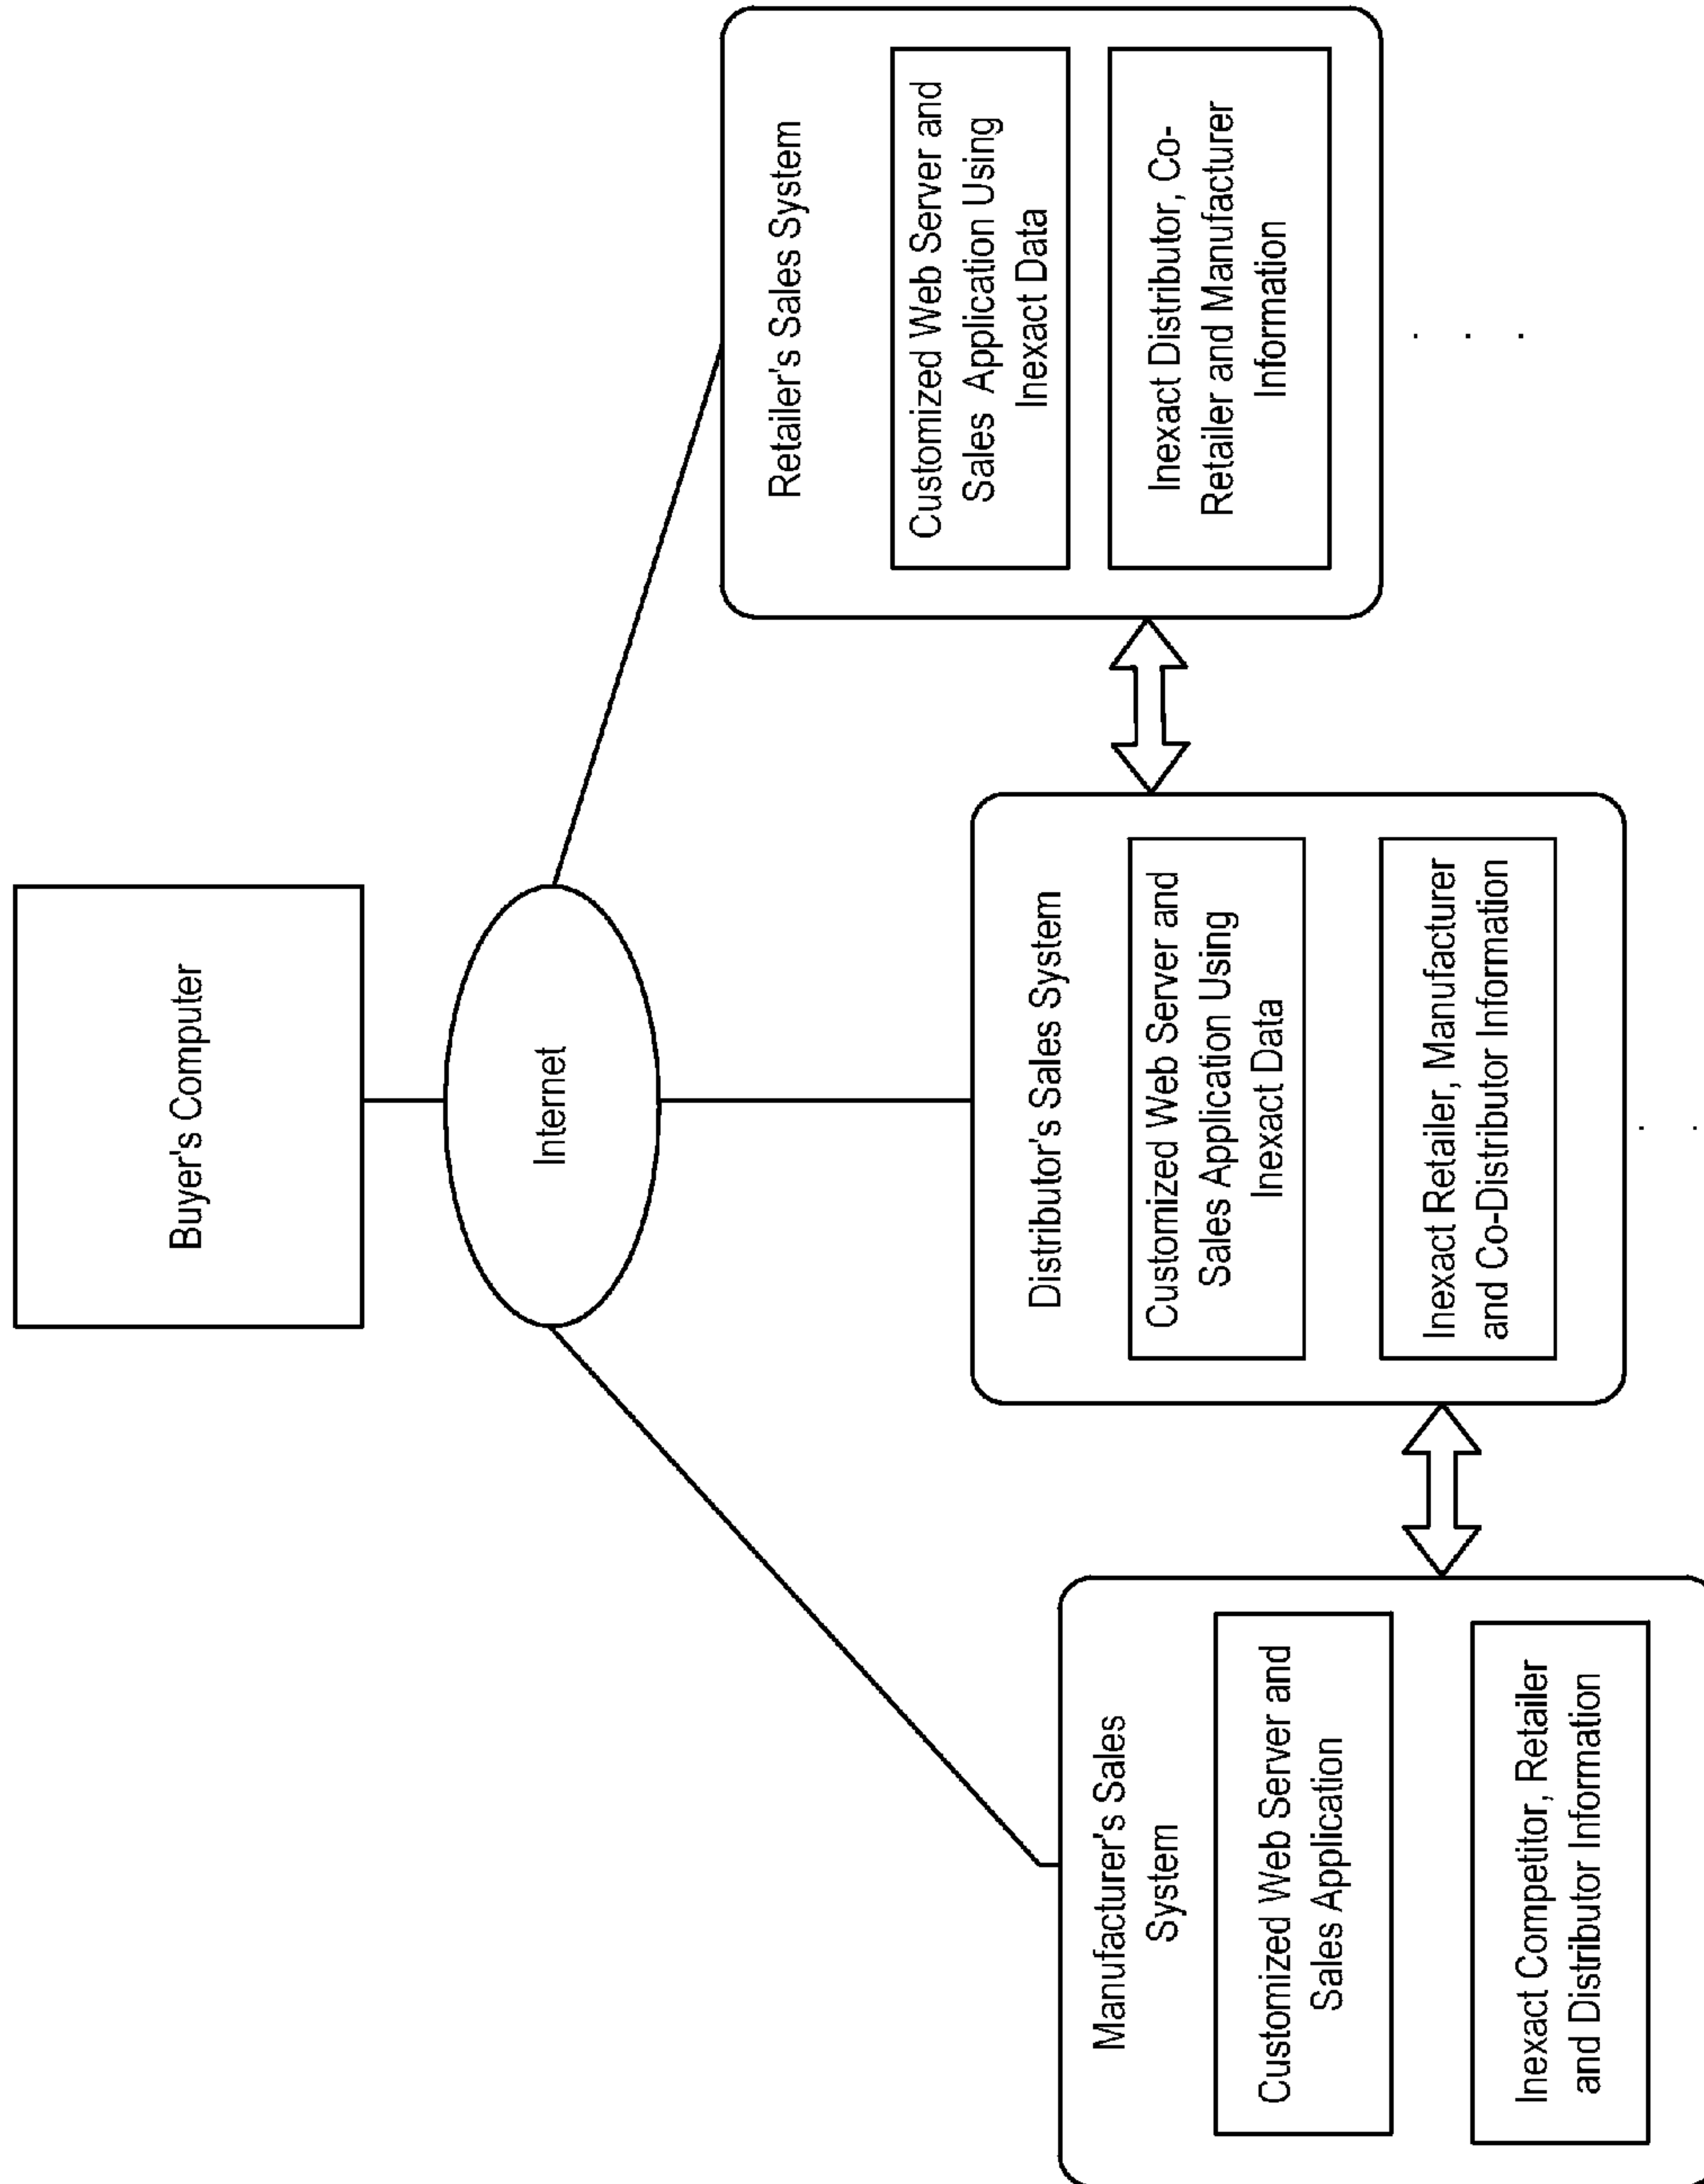 Buyer's Computer
Internet
Manufacturer's Sales
System
Customized Web Server and
Sales Application
Inexact Competitor, Retailer
and Distributor Information
Distributor's Sales System
Customized Web Server and
Sales Application Using
Inexact Data
Inexact Retailer, Manufacturer
and Co-Distributor Information
Retailer's Sales System
Customized Web Server and
Sales Application Using
Inexact Data
Inexact Distributor, Co-
Retailer and Manufacturer
Information